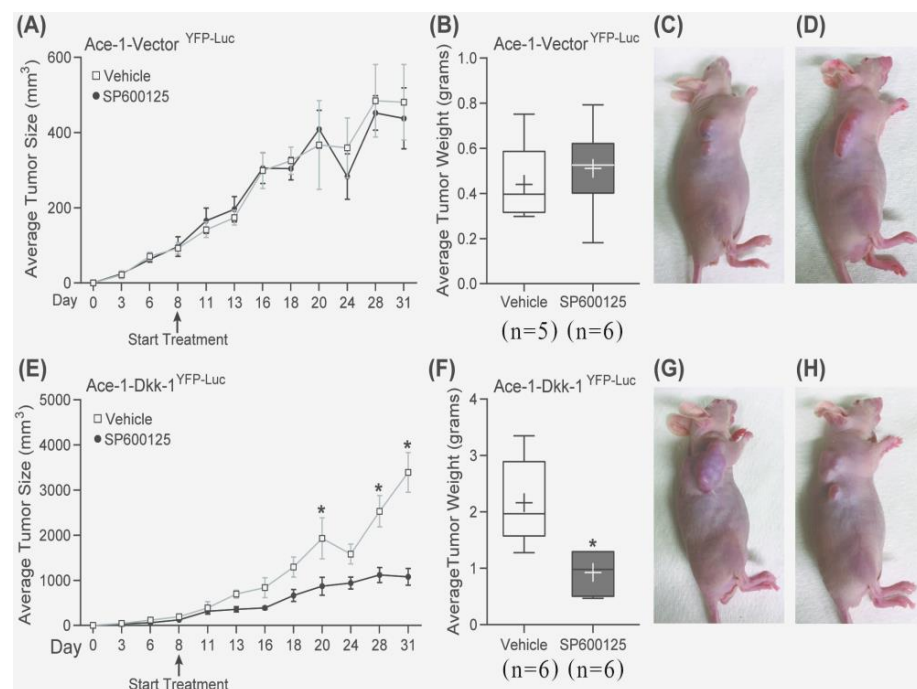 (A)
Ace-1-Vector YFP-Luc
Average Tumor Size (mm3)
600
400
200
0
Vehicle
SP600125
Day 0 3 6 8 11 13 16 18 20 24 28 31
Start Treatment
(B)
Ace-1-Vector YFP-Luc
Average Tumor Weight (grams)
1.0
0.8
0.6
0.4
0.2
0.0
Vehicle SP600125
(n=5) (n=6)
(C)
(D)
(E)
Ace-1-Dkk-1 YFP-Luc
Average Tumor Size (mm3)
5000
4000
3000
2000
1000
0
Vehicle
SP600125
* * *
Day 0 3 6 8 11 13 16 18 20 24 28 31
Start Treatment
(F)
Ace-1-Dkk-1 YFP-Luc
AverageTumor Weight (grams)
4
3
2
1
0
*
Vehicle SP600125
(n=6) (n=6)
(G)
(H)